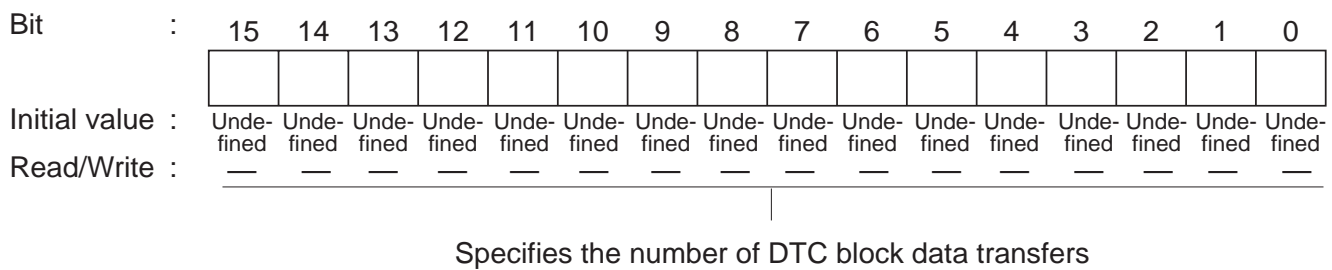 Bit : 15 14 13 12 11 10 9 8 7 6 5 4 3 2 1 0
Initial value : Unde- Unde- Unde- Unde- Unde- Unde- Unde- Unde- Unde- Unde- Unde- Unde- Unde- Unde- Unde- Unde-
fined fined fined fined fined fined fined fined fined fined fined fined fined fined fined fined
Read/Write : — — — — — — — — — — — — — — — —
Specifies the number of DTC block data transfers